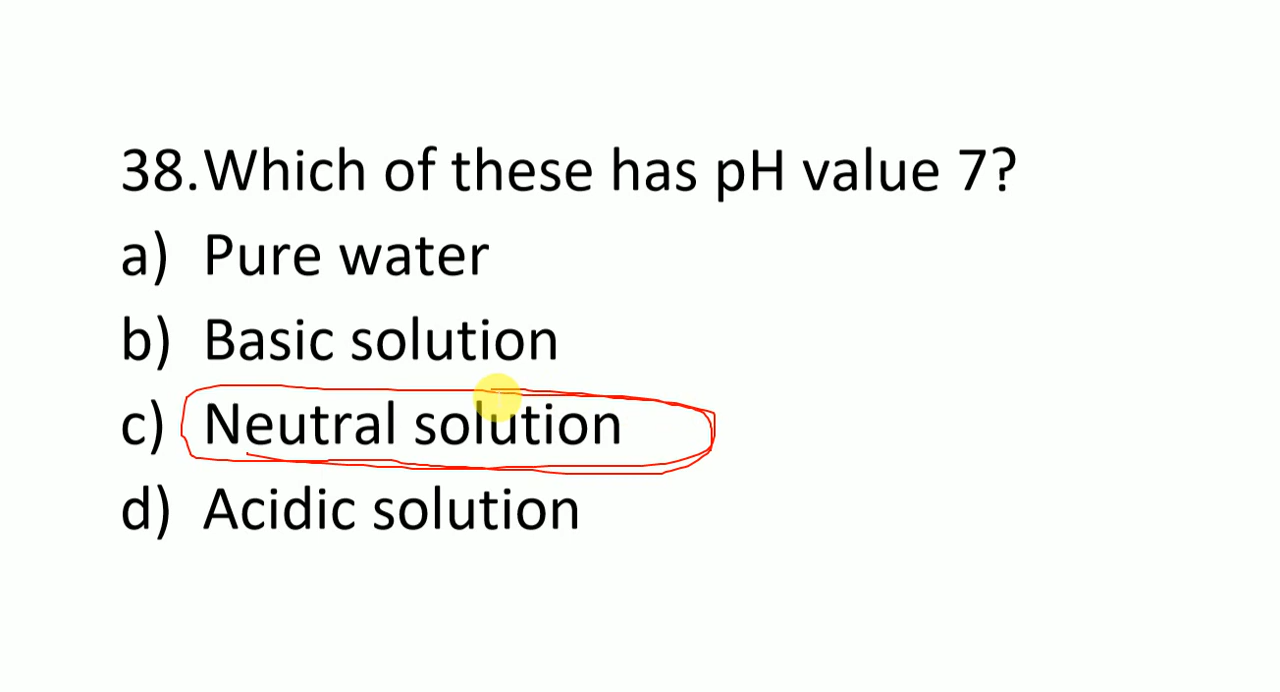 38.Which of these has pH value 7?
a) Pure water
b) Basic solution
c) Neutral solution
d) Acidic solution